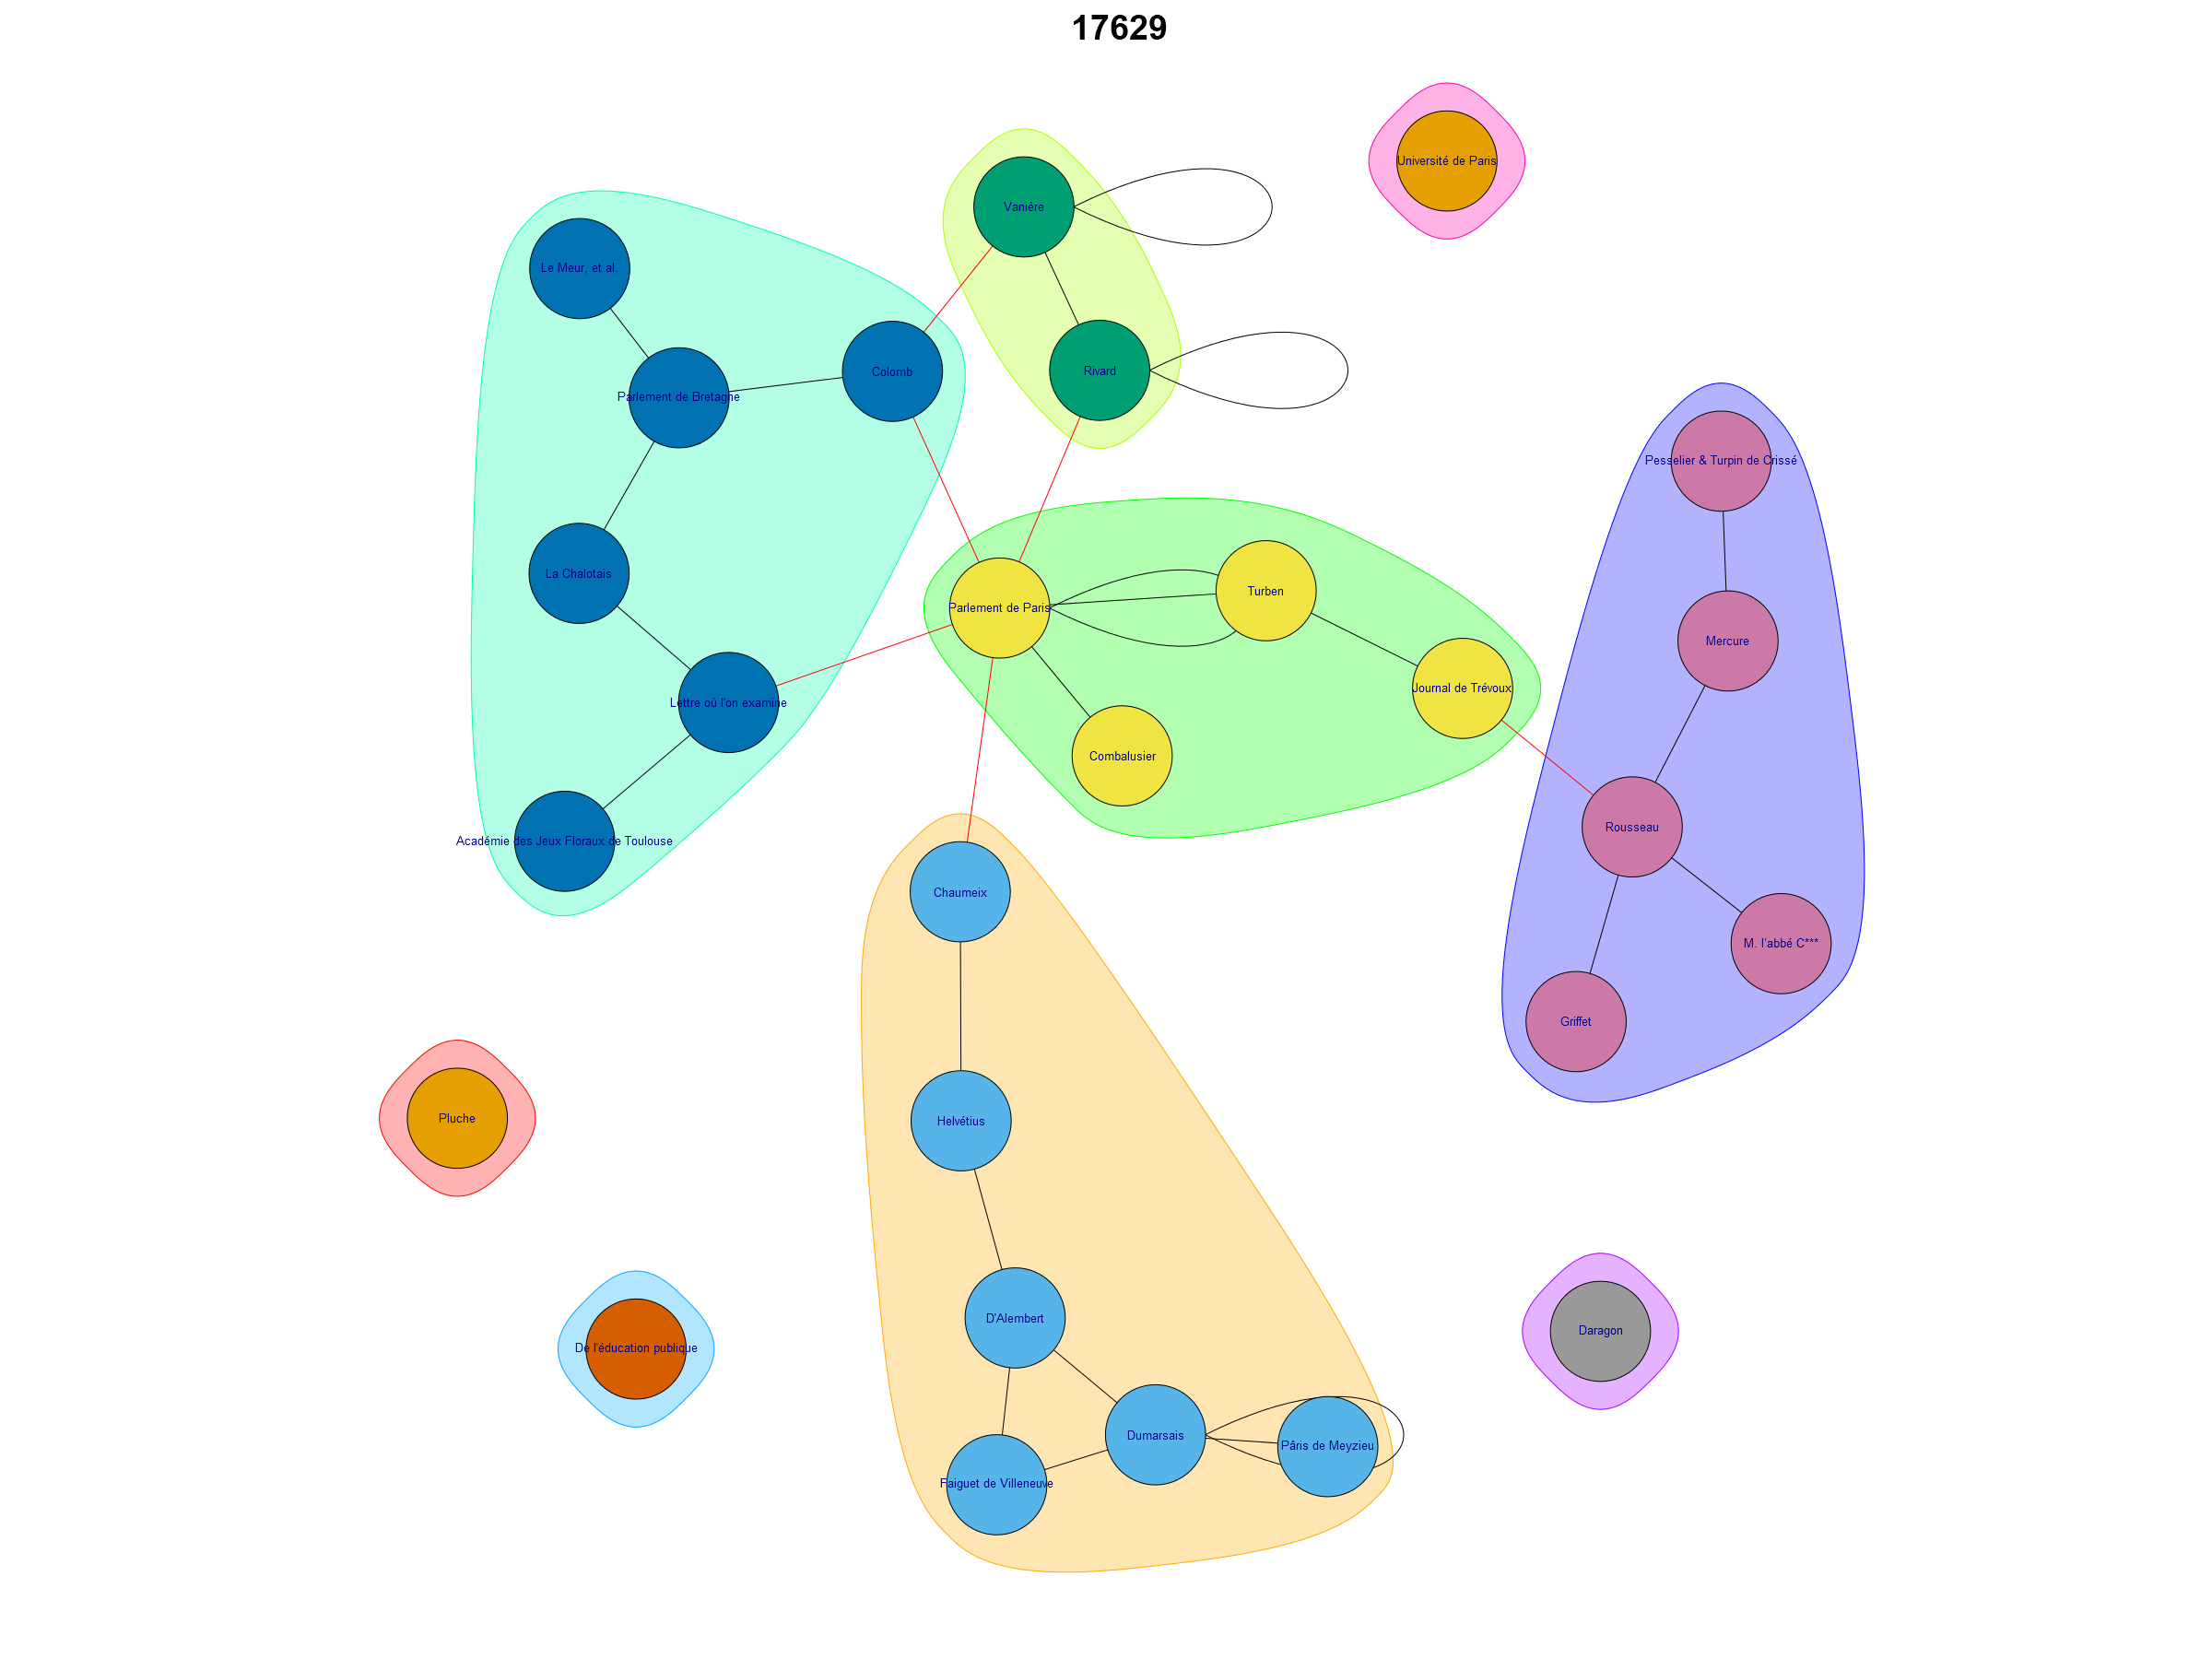 17629
Université de Paris
Vanière
Le Meur, et al.
Colomb
Rivard
Parlement de Bretagne
Pesselier & Turpin de Crissé
La Chalotais
Turben
Parlement de Paris
Mercure
Journal de Trévoux
Lettre où l'on examine
Combalusier
Rousseau
Académie des Jeux Floraux de Toulouse
Chaumeix
M. l'abbé C***
Griffet
Pluche
Helvétius
D'Alembert
Daragon
De l'éducation publique
Dumarsais
Pâris de Meyzieu
Faiguet de Villeneuve